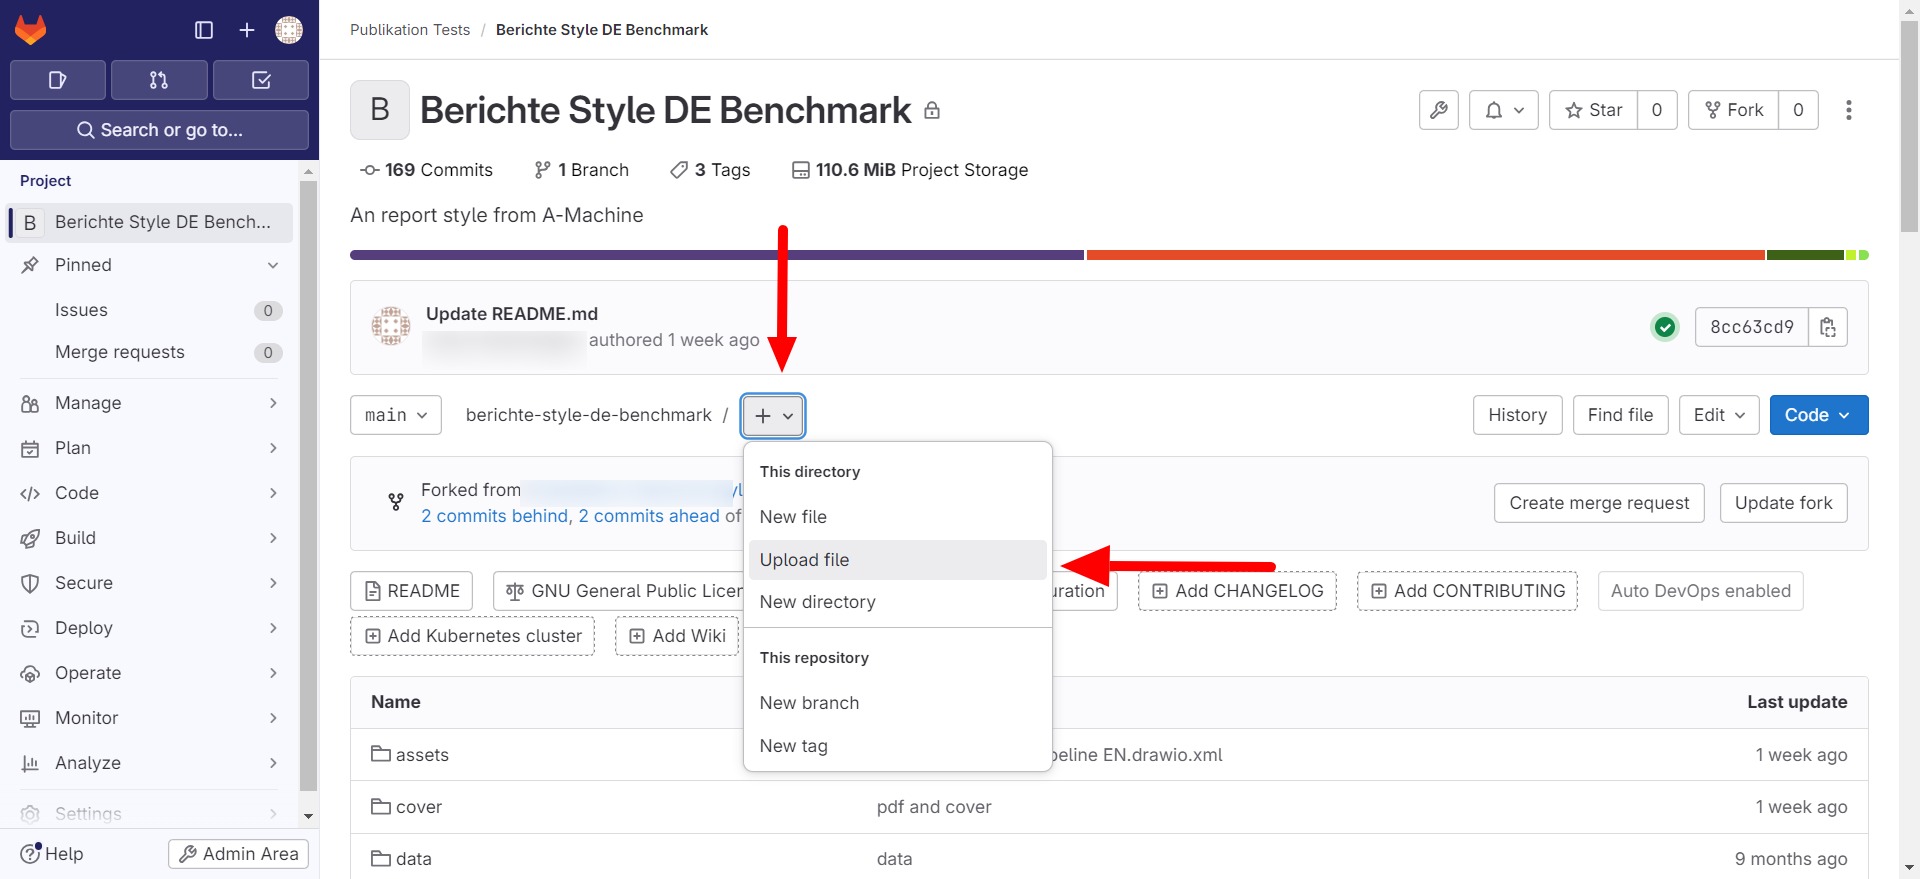 Publikation Tests / Berichte Style DE Benchmark
Search or go to...
Project
B Berichte Style DE Bench...
Pinned
Issues 0
Merge requests 0
Manage
Plan
Code
Build
Secure
Deploy
Operate
Monitor
Analyze
Settings
Help
Admin Area
B Berichte Style DE Benchmark
Star 0
Fork 0
169 Commits 1 Branch 3 Tags 110.6 MiB Project Storage
An report style from A-Machine
Update README.md
authored 1 week ago
8cc63cd9
main berichte-style-de-benchmark / +
History Find file Edit Code
Forked from
2 commits behind, 2 commits ahead of
Create merge request Update fork
This directory
New file
Upload file
New directory
This repository
New branch
New tag
README GNU General Public Licen uration Add CHANGELOG Add CONTRIBUTING Auto DevOps enabled
Add Kubernetes cluster Add Wiki
Name Last update
assets peline EN.drawio.xml 1 week ago
cover pdf and cover 1 week ago
data data 9 months ago